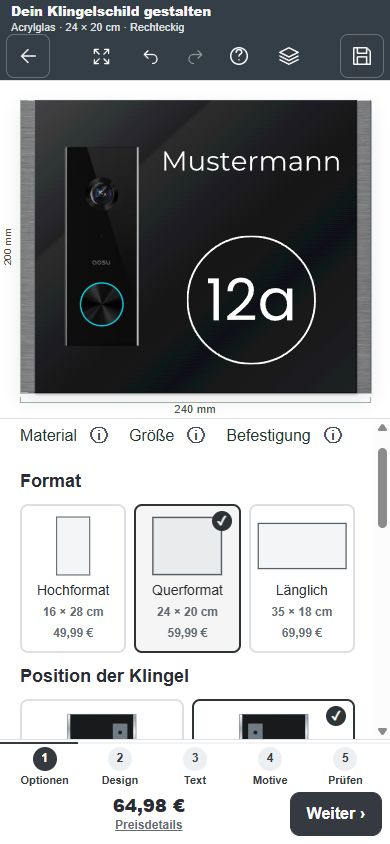 Dein Klingelschild gestalten
Acrylglas · 24 × 20 cm · Rechteckig
Mustermann
aosu
12a
200 mm
240 mm
Material
Größe
Befestigung
Format
Hochformat
16 × 28 cm
49,99 €
Querformat
24 × 20 cm
59,99 €
Länglich
35 × 18 cm
69,99 €
Position der Klingel
1
Optionen
2
Design
3
Text
4
Motive
5
Prüfen
64,98 €
Preisdetails
Weiter ›